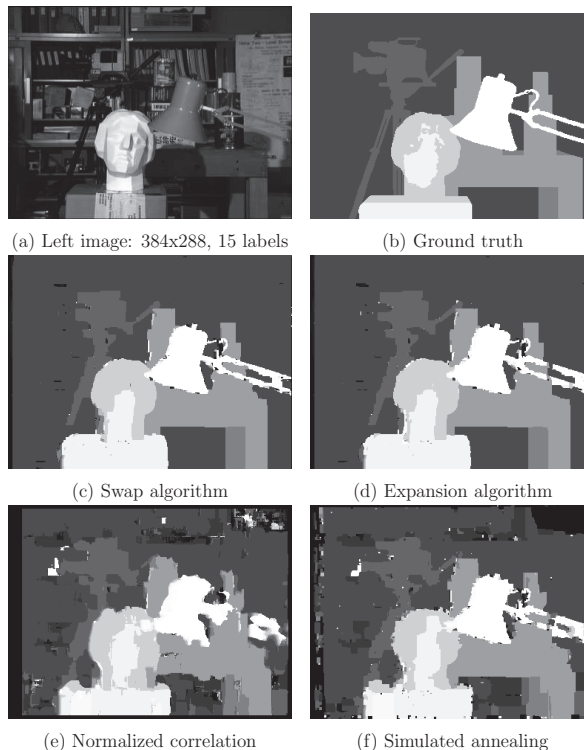 (a) Left image: 384x288, 15 labels
(b) Ground truth
(c) Swap algorithm
(d) Expansion algorithm
(e) Normalized correlation
(f) Simulated annealing